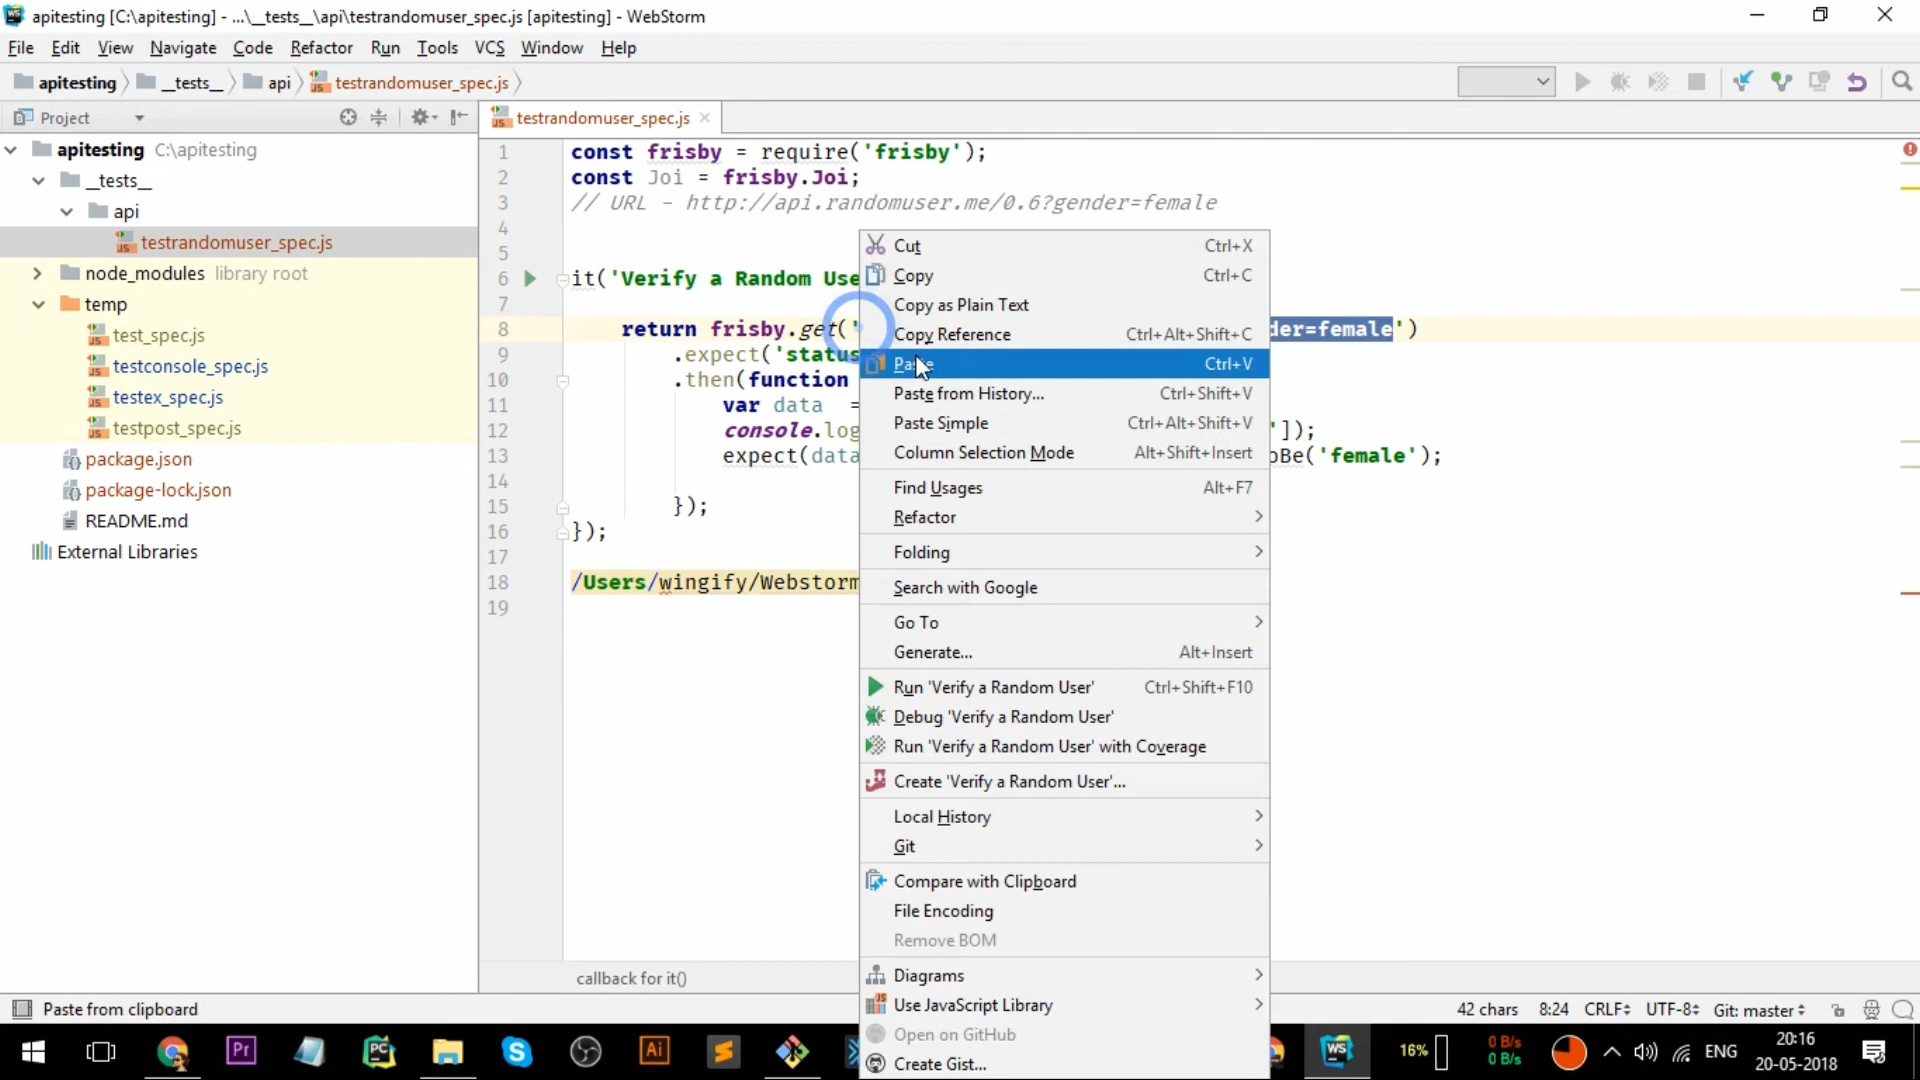 apitesting [C:\apitesting] - ...\__tests__\api\testrandomuser_spec.js [apitesting] - WebStorm
File Edit View Navigate Code Refactor Run Tools VCS Window Help
apitesting __tests__ api testrandomuser_spec.js
Project
testrandomuser_spec.js
apitesting C:\apitesting
__tests__
api
testrandomuser_spec.js
node_modules library root
temp
test_spec.js
testconsole_spec.js
testex_spec.js
testpost_spec.js
package.json
package-lock.json
README.md
External Libraries
1 const frisby = require('frisby');
2 const Joi = frisby.Joi;
3 // URL - http://api.randomuser.me/0.6?gender=female
4
5
6 it('Verify a Random Use
7
8 return frisby.get(' der=female')
9 .expect('status
10 .then(function
11 var data =
12 console.log ']);
13 expect(data oBe('female');
14
15 });
16 });
17
18 /Users/wingify/Webstorm
19
Cut Ctrl+X
Copy Ctrl+C
Copy as Plain Text
Copy Reference Ctrl+Alt+Shift+C
Paste Ctrl+V
Paste from History... Ctrl+Shift+V
Paste Simple Ctrl+Alt+Shift+V
Column Selection Mode Alt+Shift+Insert
Find Usages Alt+F7
Refactor
Folding
Search with Google
Go To
Generate... Alt+Insert
Run 'Verify a Random User' Ctrl+Shift+F10
Debug 'Verify a Random User'
Run 'Verify a Random User' with Coverage
Create 'Verify a Random User'...
Local History
Git
Compare with Clipboard
File Encoding
Remove BOM
Diagrams
Use JavaScript Library
Open on GitHub
Create Gist...
callback for it()
Paste from clipboard
42 chars 8:24 CRLF UTF-8 Git: master
Pr PC Ai WS
16% 0 B/s
0 B/s
ENG
20:16
20-05-2018